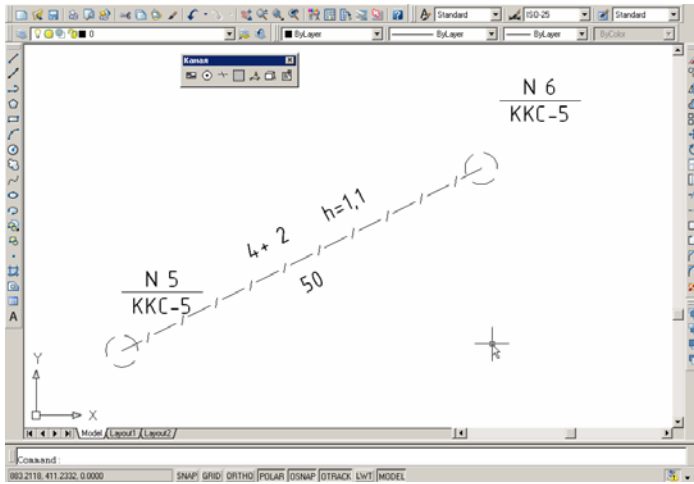 Standard
ISO-25
Standard
0
ByLayer
ByLayer
ByLayer
ByColor
Канал
N 6
ККС-5
h=1,1
4+ 2
50
N 5
ККС-5
Y
X
A
Model
Layout1
Layout2
Command:
883.2118, 411.2332, 0.0000
SNAP GRID ORTHO POLAR OSNAP OTRACK LWT MODEL